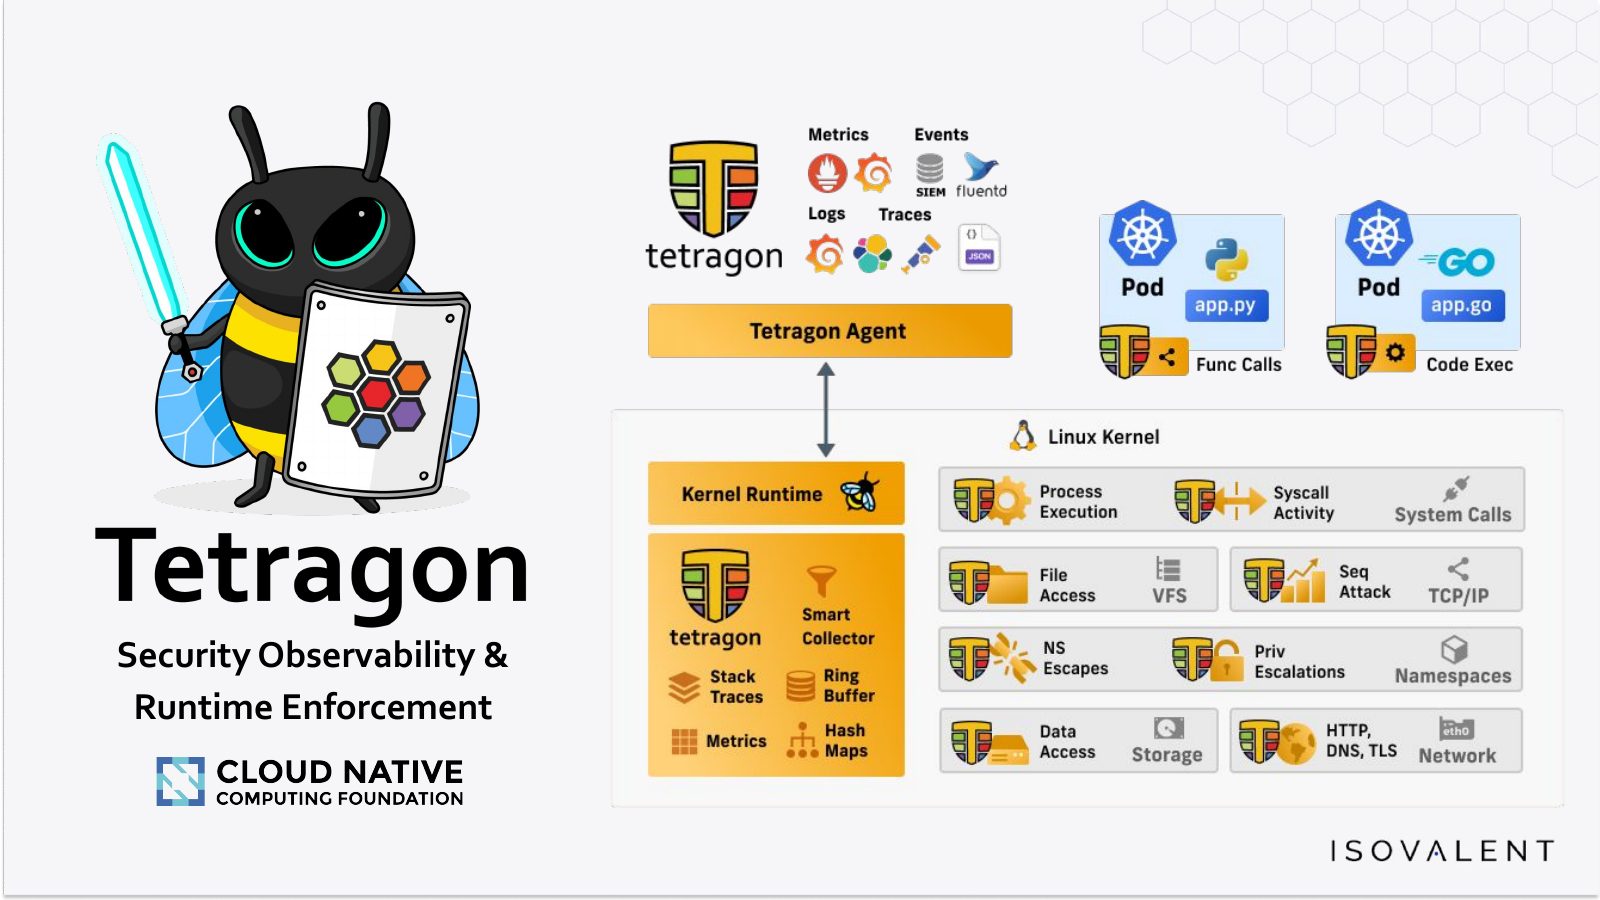 Tetragon
Security Observability &
Runtime Enforcement
CLOUD NATIVE
COMPUTING FOUNDATION
tetragon
Metrics
Events
SIEM
fluentd
Logs
Traces
{}
JSON
Tetragon Agent
Pod
app.py
Func Calls
Pod
GO
app.go
Code Exec
Linux Kernel
Kernel Runtime
tetragon
Smart
Collector
Stack
Traces
Ring
Buffer
Metrics
Hash
Maps
Process
Execution
Syscall
Activity
System Calls
File
Access
VFS
Seq
Attack
TCP/IP
NS
Escapes
Priv
Escalations
Namespaces
Data
Access
Storage
HTTP,
DNS, TLS
eth0
Network
ISOVALENT